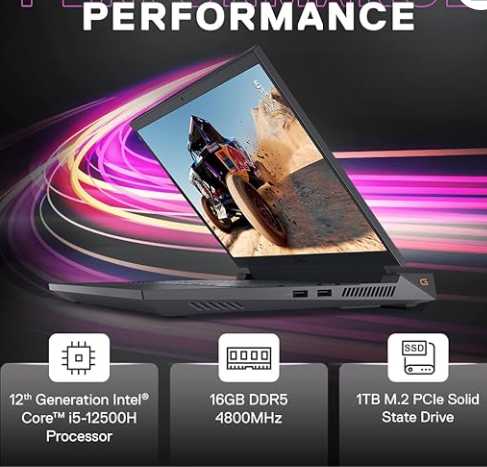 PERFORMANCE
G
SSD
12th Generation Intel®
Core™ i5-12500H
Processor
16GB DDR5
4800MHz
1TB M.2 PCIe Solid
State Drive